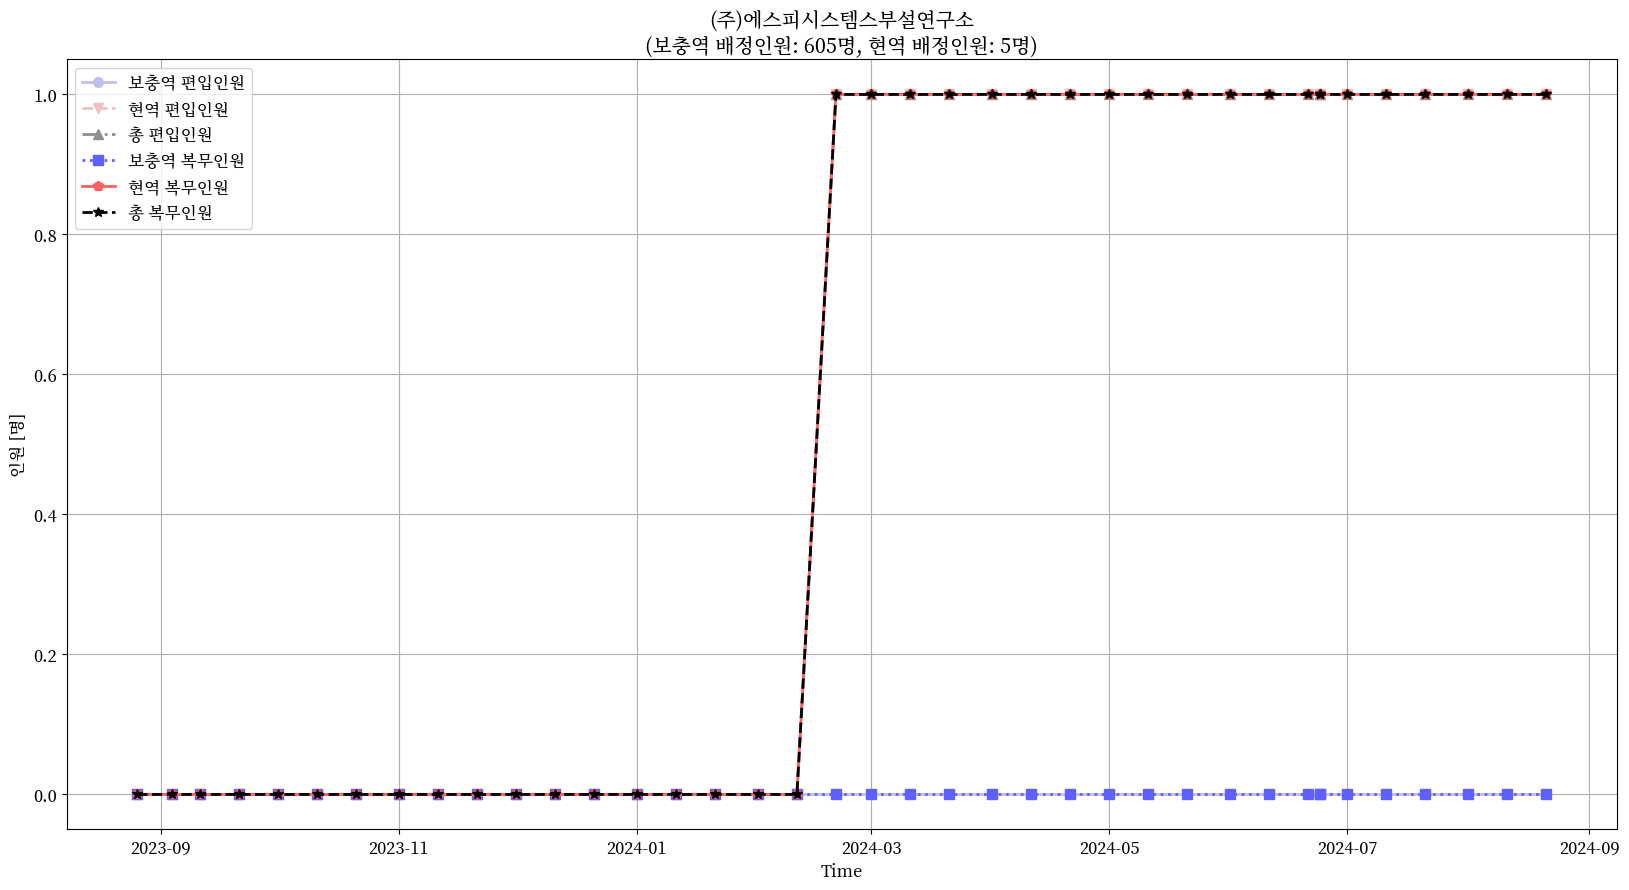 (주)에스피시스템스부설연구소
(보충역 배정인원: 605명, 현역 배정인원: 5명)
보충역 편입인원
현역 편입인원
총 편입인원
보충역 복무인원
현역 복무인원
총 복무인원
1.0
0.8
0.6
0.4
0.2
0.0
인원 [명]
2023-09
2023-11
2024-01
2024-03
2024-05
2024-07
2024-09
Time